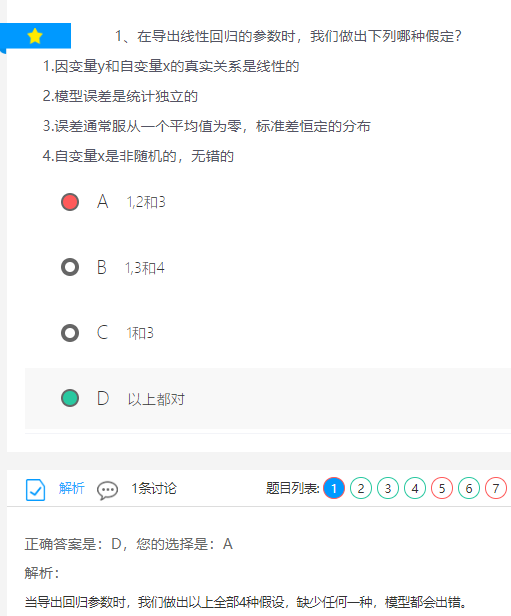 1、在导出线性回归的参数时，我们做出下列哪种假定?
1.因变量y和自变量x的真实关系是线性的
2.模型误差是统计独立的
3.误差通常服从一个平均值为零，标准差恒定的分布
4.自变量x是非随机的，无错的
A 1,2和3
B 1,3和4
C 1和3
D 以上都对
解析 1条讨论 题目列表: 1 2 3 4 5 6 7
正确答案是：D，您的选择是：A
解析：
当导出回归参数时，我们做出以上全部4种假设，缺少任何一种，模型都会出错。